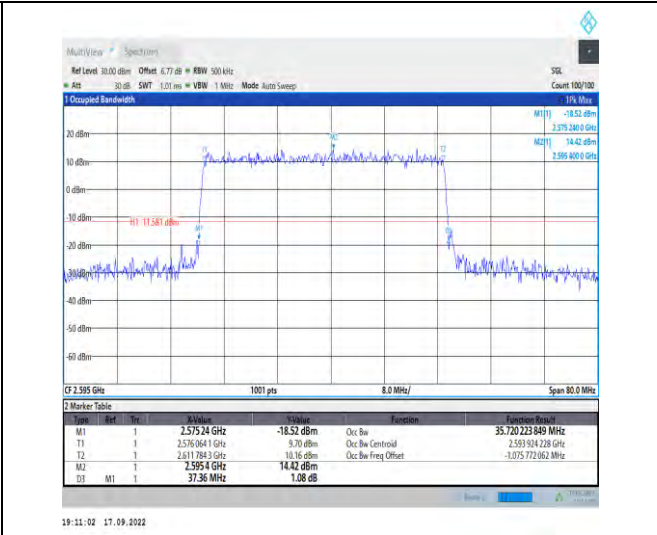 MultiView Spectrum
Ref Level 30.00 dBm Offset 6.77 dB RBW 500 kHz SGL
Att 30 dB SWT 1.01 ms VBW 1 MHz Mode Auto Sweep Count 100/100
1 Occupied Bandwidth 1Pk Max
M1[1] -18.52 dBm
2.575 240 0 GHz
M2[1] 14.42 dBm
2.595 400 0 GHz
20 dBm
M2
T1 T2
10 dBm
0 dBm
-10 dBm
H1 -11.581 dBm
M1 D3
-20 dBm
-30 dBm
-40 dBm
-50 dBm
-60 dBm
CF 2.595 GHz 1001 pts 8.0 MHz/ Span 80.0 MHz
2 Marker Table
Type Ref Trc X-Value Y-Value Function Function Result
M1 1 2.57524 GHz -18.52 dBm Occ Bw 35.720 223 849 MHz
T1 1 2.576 064 1 GHz 9.70 dBm Occ Bw Centroid 2.593 924 228 GHz
T2 1 2.611 784 3 GHz 10.16 dBm Occ Bw Freq Offset -1.075 772 062 MHz
M2 1 2.5954 GHz 14.42 dBm
D3 M1 1 37.36 MHz 1.08 dB
19:11:02 17.09.2022